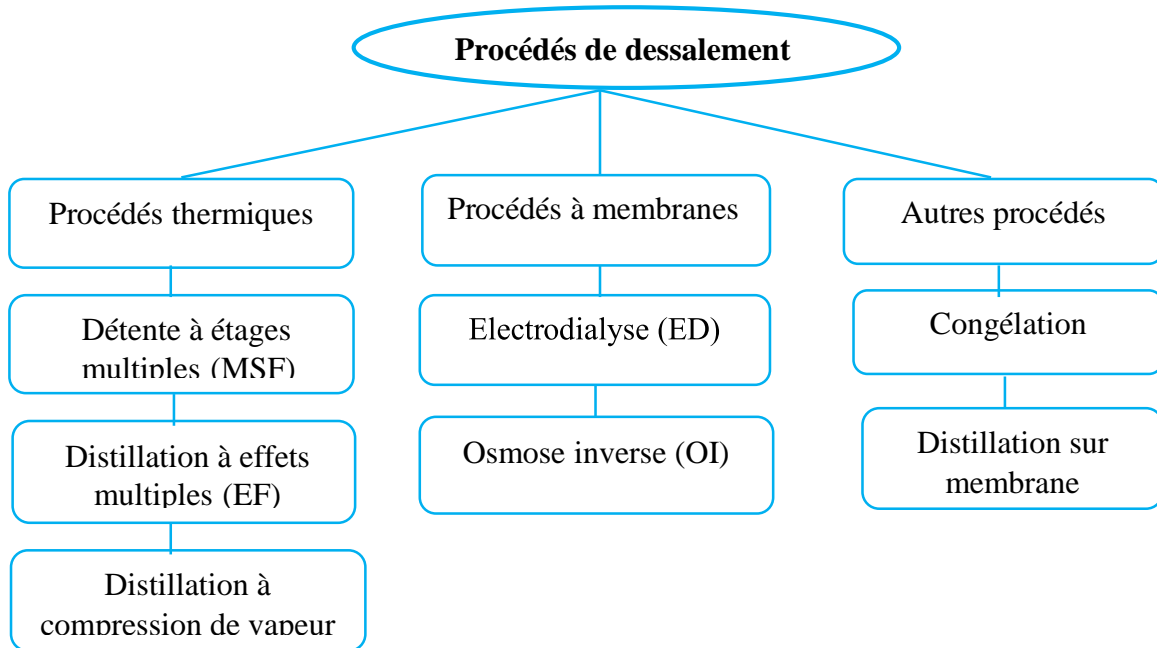 Procédés de dessalement
Procédés thermiques
Procédés à membranes
Autres procédés
Détente à étages
multiples (MSF)
Electrodialyse (ED)
Congélation
Distillation à effets
multiples (EF)
Osmose inverse (OI)
Distillation sur
membrane
Distillation à
compression de vapeur